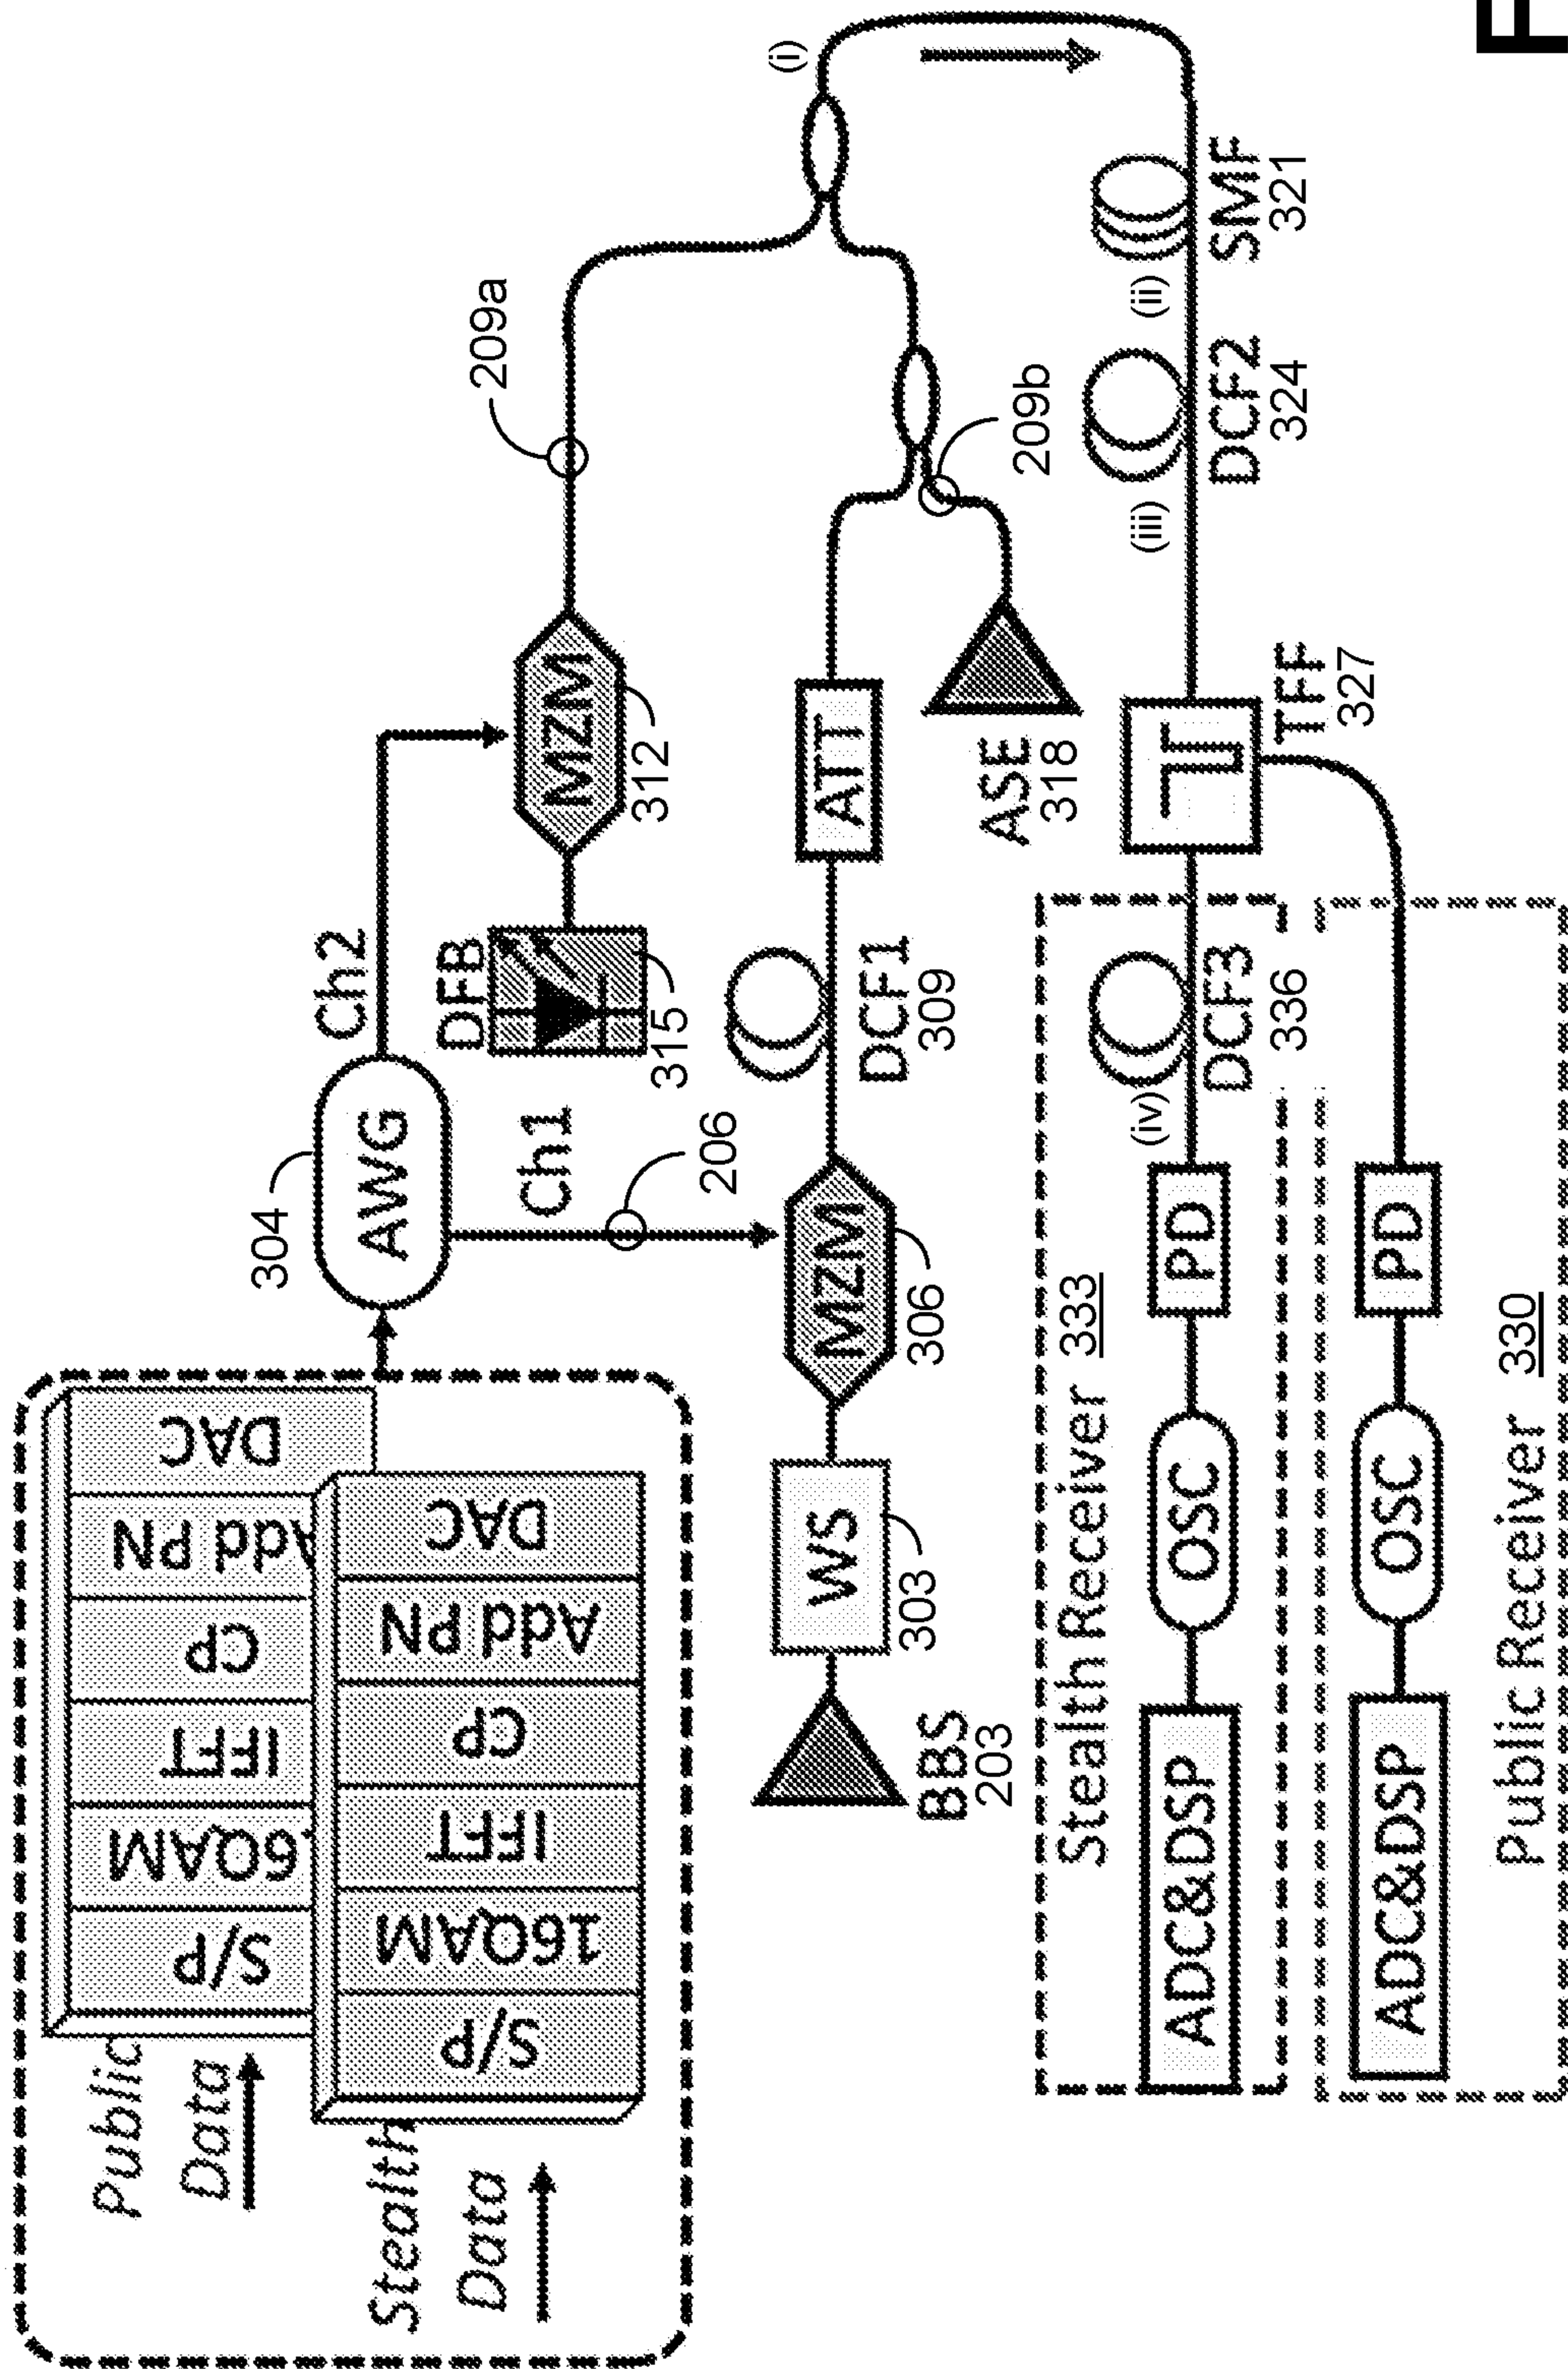 Public
Data
S/P
6QAM
IFFT
CP
Add PN
DAC
Stealth
Data
S/P
16QAM
IFFT
CP
Add PN
DAC
304
AWG
Ch2
Ch1
206
DFB
315
MZM
312
209a
(i)
BBS
203
WS
303
MZM
306
DCF1
309
ATT
ASE
318
209b
Stealth Receiver 333
ADC&DSP
OSC
PD
(iv)
DCF3
336
TFF
327
(iii)
DCF2
324
(ii)
SMF
321
ADC&DSP
OSC
PD
Public Receiver 330
F